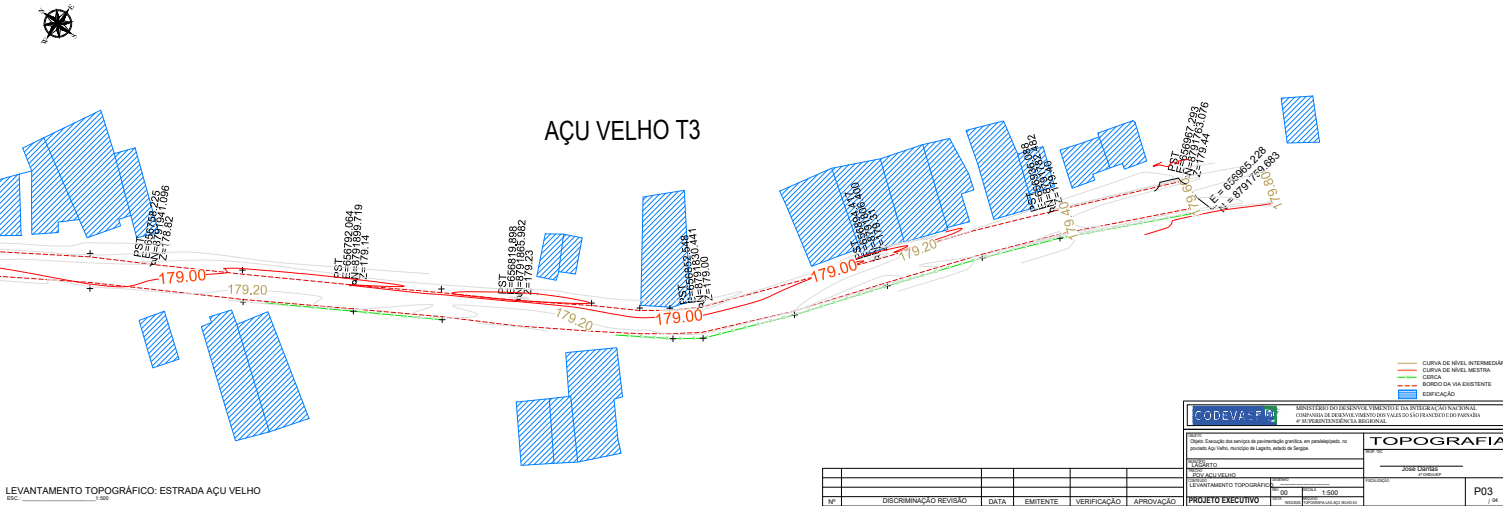 AÇU VELHO T3
PST
E=656758.225
N=8791941.096
Z=178.82
PST
E=656792.064
N=8791899.719
Z=179.14
PST
E=656819.898
N=8791865.982
Z=179.23
PST
N=8791830.441
Z=179.00
PST
PST
Z=179.40
PST
E=656967.293
N=8791763.076
Z=179.44
E = 656965.228
N = 8791759.683
179.00
179.20
179.20
179.00
179.00
179.20
179.40
179.60
179.80
CURVA DE NÍVEL INTERMEDIÁR
CURVA DE NÍVEL MESTRA
CERCA
BORDO DA VIA EXISTENTE
EDIFICAÇÃO
CODEVASF
MINISTÉRIO DO DESENVOLVIMENTO E DA INTEGRAÇÃO NACIONAL
COMPANHIA DE DESENVOLVIMENTO DOS VALES DO SÃO FRANCISCO E DO PARNAÍBA
4ª SUPERINTENDÊNCIA REGIONAL
Objeto: Execução dos serviços de pavimentação granítica, em paralelepípedo, no
povoado Açu Velho, município de Lagarto, estado de Sergipe.
TOPOGRAFIA
LAGARTO
POV. AÇU VELHO
José Dantas
LEVANTAMENTO TOPOGRÁFICO
00
1:500
PROJETO EXECUTIVO
P03
/ 04
Nº DISCRIMINAÇÃO REVISÃO DATA EMITENTE VERIFICAÇÃO APROVAÇÃO
LEVANTAMENTO TOPOGRÁFICO: ESTRADA AÇU VELHO
ESC.: 1:500